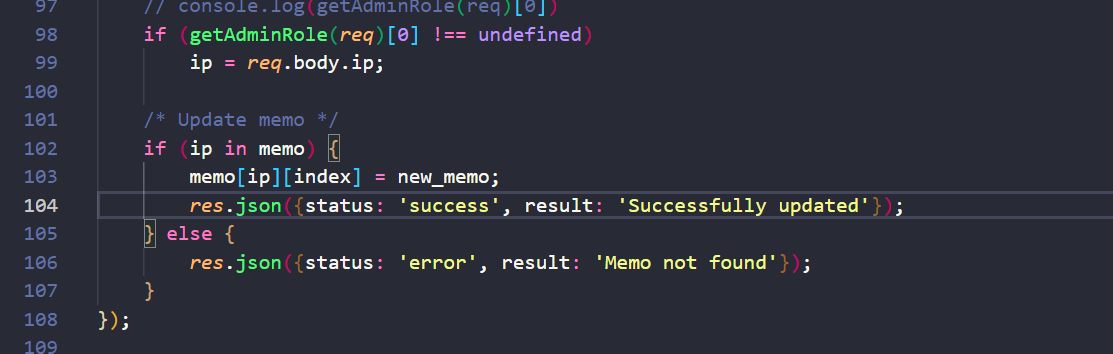 97 // console.log(getAdminRole(req)[0])
98 if (getAdminRole(req)[0] !== undefined)
99 ip = req.body.ip;
100
101 /* Update memo */
102 if (ip in memo) {
103 memo[ip][index] = new_memo;
104 res.json({status: 'success', result: 'Successfully updated'});
105 } else {
106 res.json({status: 'error', result: 'Memo not found'});
107 }
108 });
109